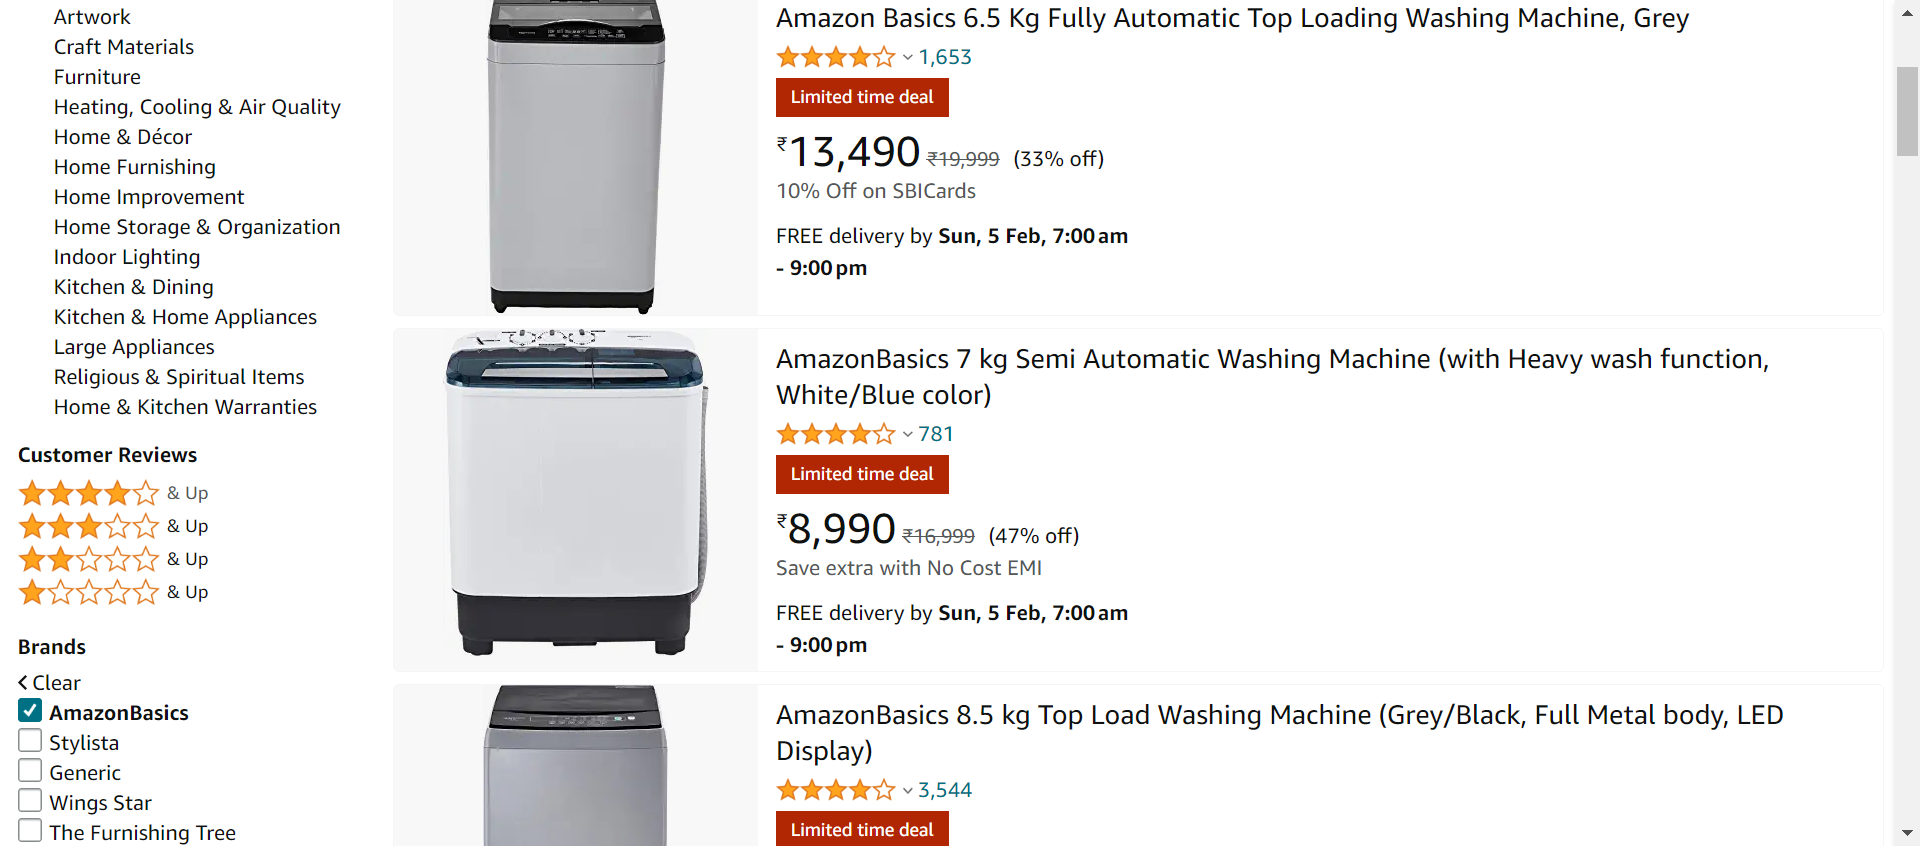 Artwork
Craft Materials
Furniture
Heating, Cooling & Air Quality
Home & Décor
Home Furnishing
Home Improvement
Home Storage & Organization
Indoor Lighting
Kitchen & Dining
Kitchen & Home Appliances
Large Appliances
Religious & Spiritual Items
Home & Kitchen Warranties
Customer Reviews
& Up
& Up
& Up
& Up
Brands
Clear
AmazonBasics
Stylista
Generic
Wings Star
The Furnishing Tree
Amazon Basics 6.5 Kg Fully Automatic Top Loading Washing Machine, Grey
1,653
Limited time deal
₹13,490 ₹19,999 (33% off)
10% Off on SBICards
FREE delivery by Sun, 5 Feb, 7:00 am
- 9:00 pm
AmazonBasics 7 kg Semi Automatic Washing Machine (with Heavy wash function,
White/Blue color)
781
Limited time deal
₹8,990 ₹16,999 (47% off)
Save extra with No Cost EMI
FREE delivery by Sun, 5 Feb, 7:00 am
- 9:00 pm
AmazonBasics 8.5 kg Top Load Washing Machine (Grey/Black, Full Metal body, LED
Display)
3,544
Limited time deal